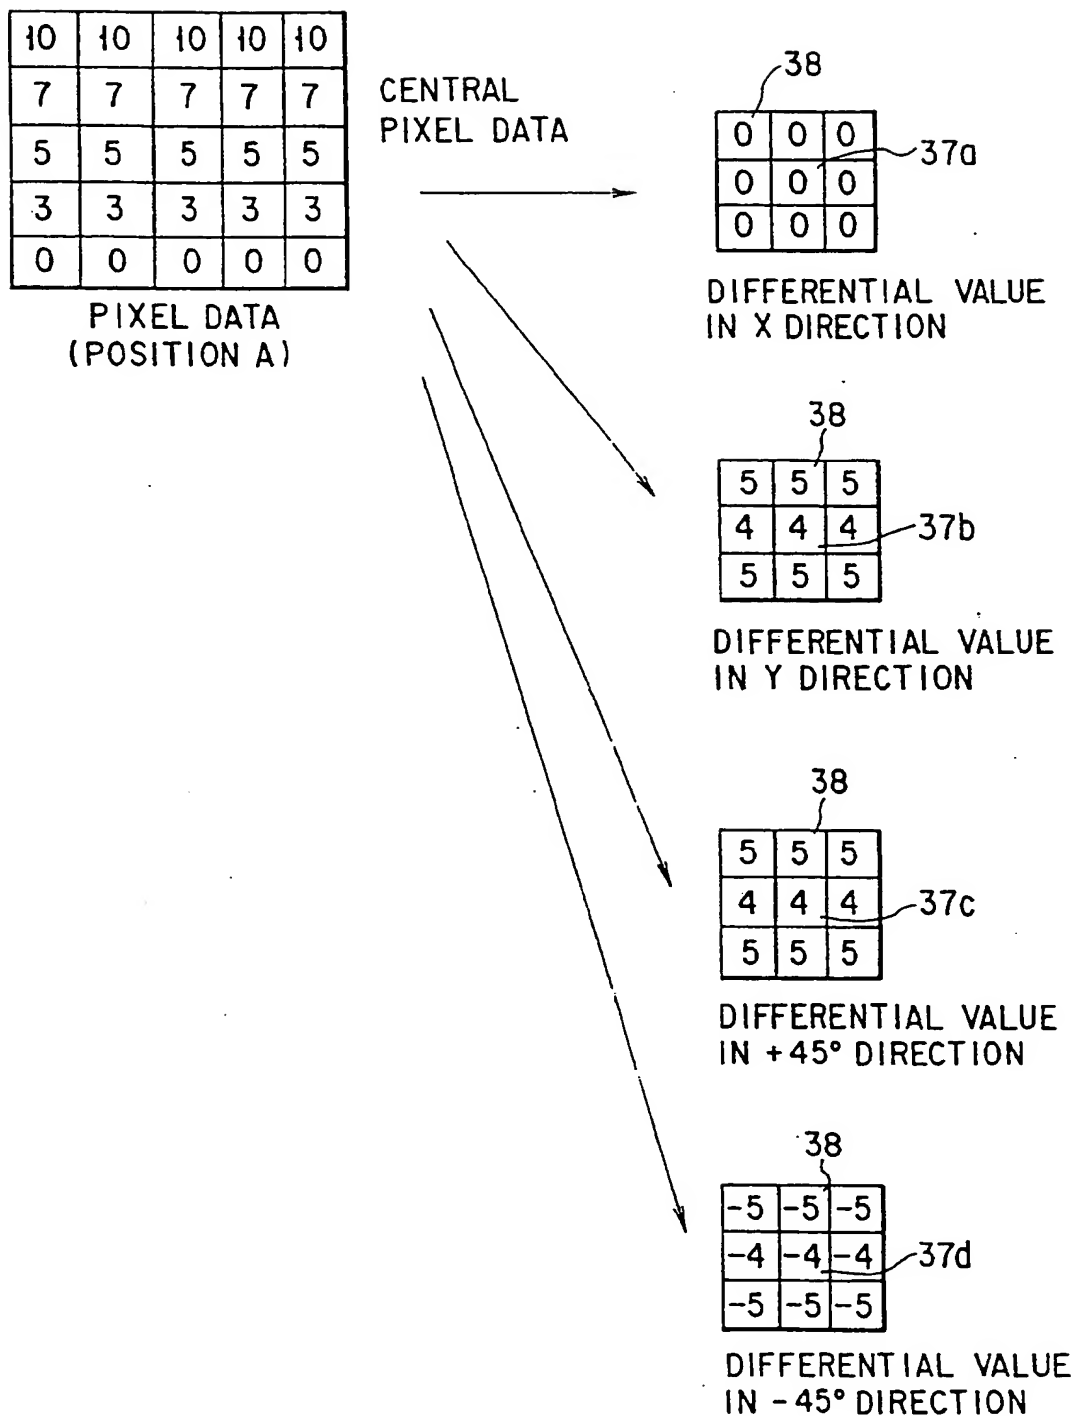 10 10 10 10 10
7 7 7 7 7
5 5 5 5 5
3 3 3 3 3
0 0 0 0 0
PIXEL DATA
(POSITION A)
CENTRAL
PIXEL DATA
38
0 0 0
37a
0 0 0
0 0 0
DIFFERENTIAL VALUE
IN X DIRECTION
38
5 5 5
4 4 4
37b
5 5 5
DIFFERENTIAL VALUE
IN Y DIRECTION
38
5 5 5
4 4 4
37c
5 5 5
DIFFERENTIAL VALUE
IN +45° DIRECTION
38
-5 -5 -5
-4 -4 -4
37d
-5 -5 -5
DIFFERENTIAL VALUE
IN -45° DIRECTION